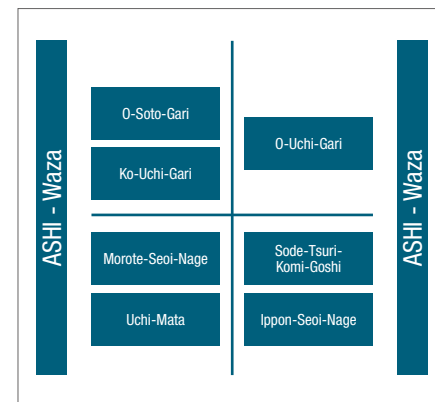 ASHI - Waza
O-Soto-Gari
Ko-Uchi-Gari
O-Uchi-Gari
Morote-Seoi-Nage
Uchi-Mata
Sode-Tsuri-
Komi-Goshi
Ippon-Seoi-Nage
ASHI - Waza